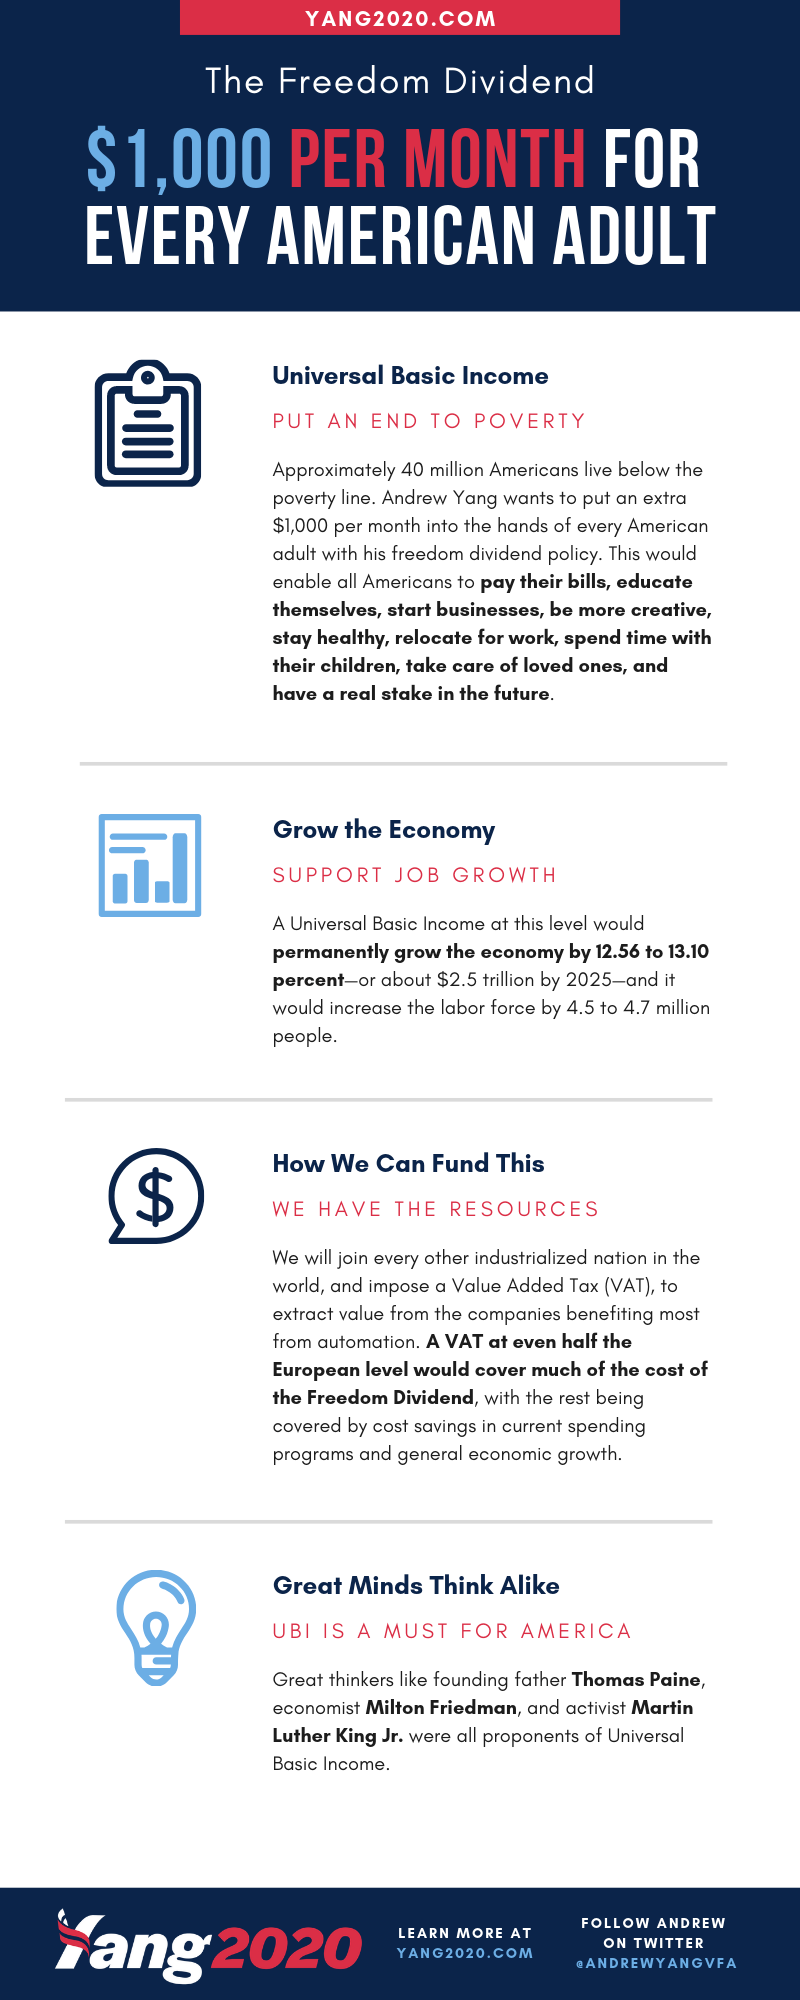 YANG2020.COM
The Freedom Dividend
$1,000 PER MONTH FOR
EVERY AMERICAN ADULT
Universal Basic Income
PUT AN END TO POVERTY
Approximately 40 million Americans live below the
poverty line. Andrew Yang wants to put an extra
$1,000 per month into the hands of every American
adult with his freedom dividend policy. This would
enable all Americans to pay their bills, educate
themselves, start businesses, be more creative,
stay healthy, relocate for work, spend time with
their children, take care of loved ones, and
have a real stake in the future.
Grow the Economy
SUPPORT JOB GROWTH
A Universal Basic Income at this level would
permanently grow the economy by 12.56 to 13.10
percent—or about $2.5 trillion by 2025—and it
would increase the labor force by 4.5 to 4.7 million
people.
$
How We Can Fund This
WE HAVE THE RESOURCES
We will join every other industrialized nation in the
world, and impose a Value Added Tax (VAT), to
extract value from the companies benefiting most
from automation. A VAT at even half the
European level would cover much of the cost of
the Freedom Dividend, with the rest being
covered by cost savings in current spending
programs and general economic growth.
Great Minds Think Alike
UBI IS A MUST FOR AMERICA
Great thinkers like founding father Thomas Paine,
economist Milton Friedman, and activist Martin
Luther King Jr. were all proponents of Universal
Basic Income.
Yang2020
LEARN MORE AT
YANG2020.COM
FOLLOW ANDREW
ON TWITTER
@ANDREWYANGVFA